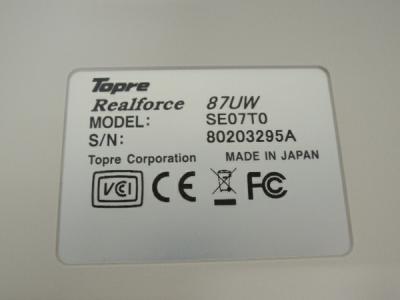 Topre
Realforce 87UW
MODEL: SE07T0
S/N: 80203295A
Topre Corporation MADE IN JAPAN
VCI CE FC